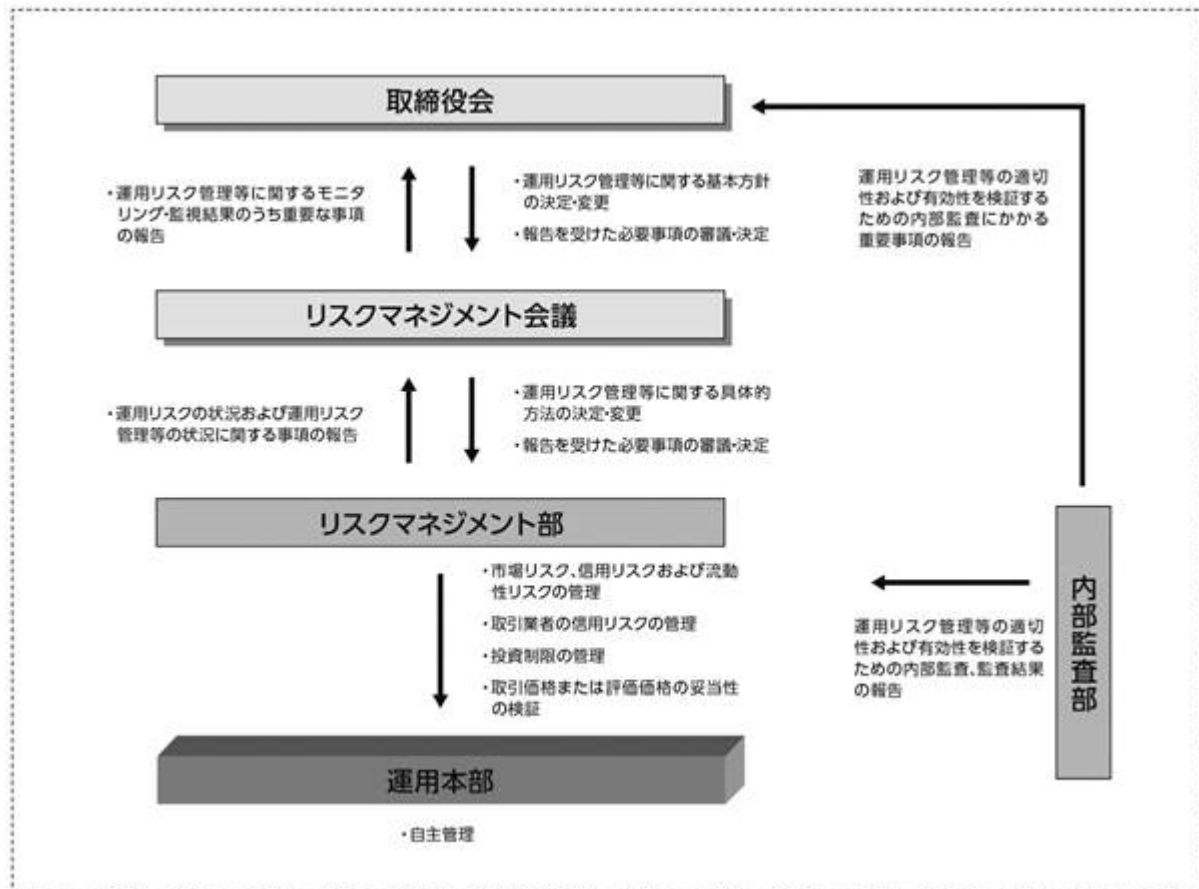 取締役会
・運用リスク管理等に関するモニタ
リング・監視結果のうち重要な事項
の報告
・運用リスク管理等に関する基本方針
の決定・変更
・報告を受けた必要事項の審議・決定
運用リスク管理等の適切
性および有効性を検証する
ための内部監査にかかる
重要事項の報告
リスクマネジメント会議
・運用リスクの状況および運用リスク
管理等の状況に関する事項の報告
・運用リスク管理等に関する具体的
方法の決定・変更
・報告を受けた必要事項の審議・決定
リスクマネジメント部
・市場リスク、信用リスクおよび流動
性リスクの管理
・取引業者の信用リスクの管理
・投資制限の管理
・取引価格または評価価格の妥当性
の検証
運用リスク管理等の適切
性および有効性を検証する
ための内部監査、監査結果
の報告
内部監査部
運用本部
・自主管理